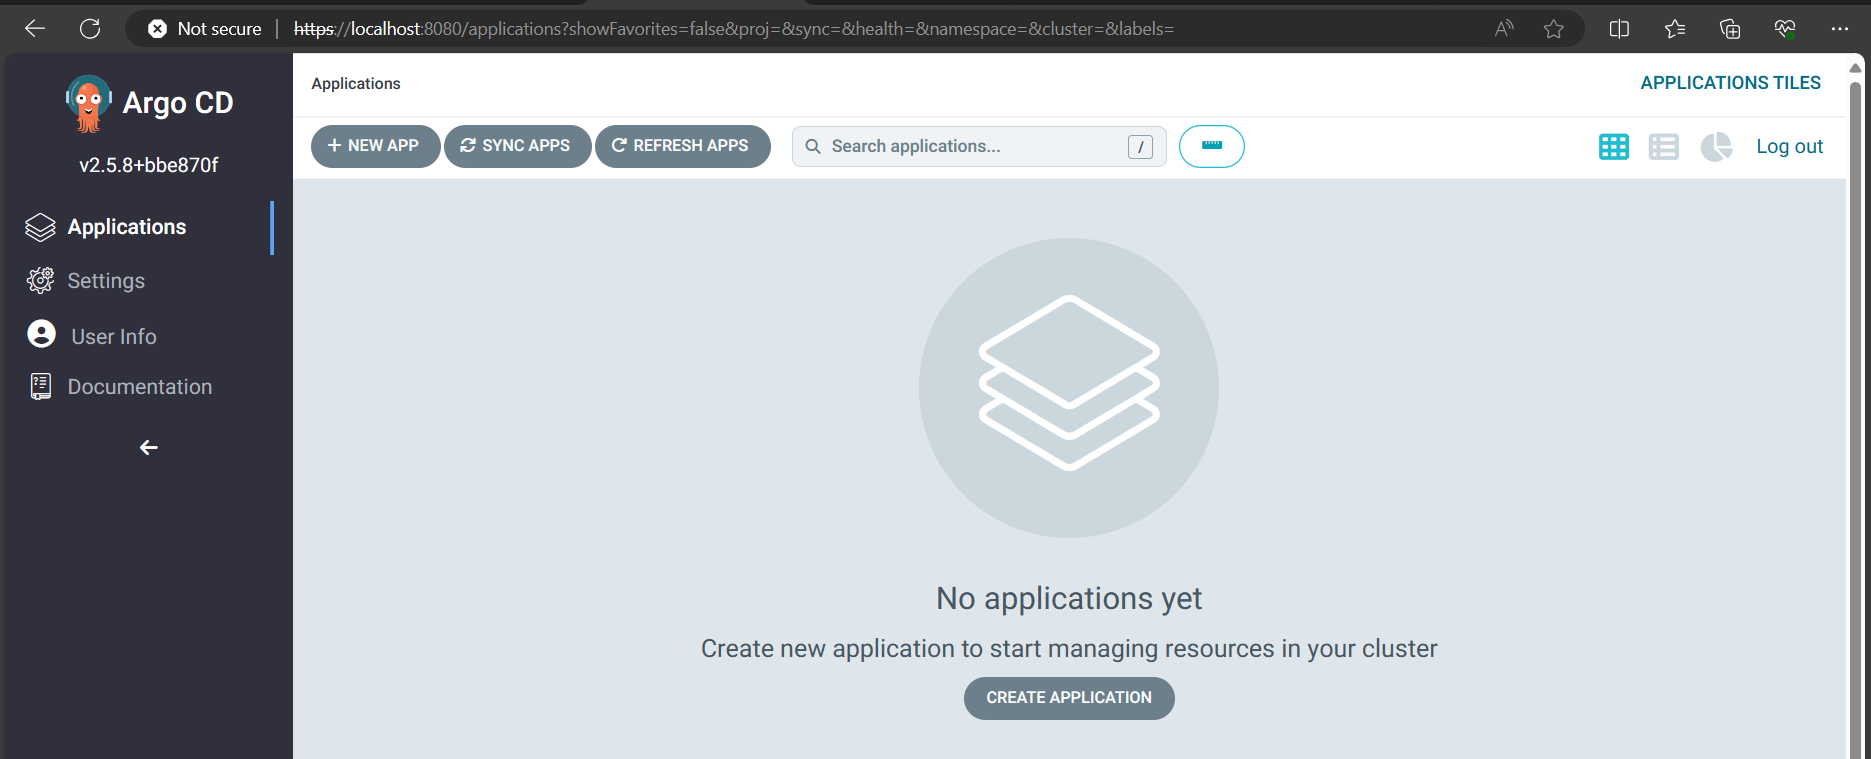 Not secure | https://localhost:8080/applications?showFavorites=false&proj=&sync=&health=&namespace=&cluster=&labels=
Argo CD
v2.5.8+bbe870f
Applications
Settings
User Info
Documentation
Applications
APPLICATIONS TILES
+ NEW APP
SYNC APPS
REFRESH APPS
Search applications...
/
Log out
No applications yet
Create new application to start managing resources in your cluster
CREATE APPLICATION